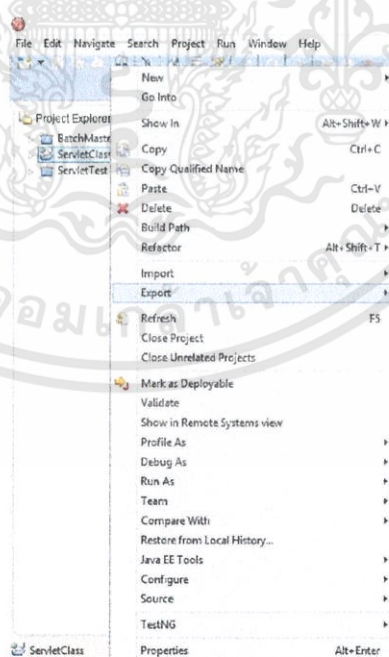 File Edit Navigate Search Project Run Window Help
New
Go Into
Project Explorer
Show In Alt+Shift+W
BatchMaste
ServletClass
ServletTest
Copy Ctrl+C
Copy Qualified Name
Paste Ctrl+V
Delete Delete
Build Path
Refactor Alt+Shift+T
Import
Export
Refresh F5
Close Project
Close Unrelated Projects
Mark as Deployable
Validate
Show in Remote Systems view
Profile As
Debug As
Run As
Team
Compare With
Restore from Local History...
Java EE Tools
Configure
Source
TestNG
ServletClass
Properties Alt+Enter